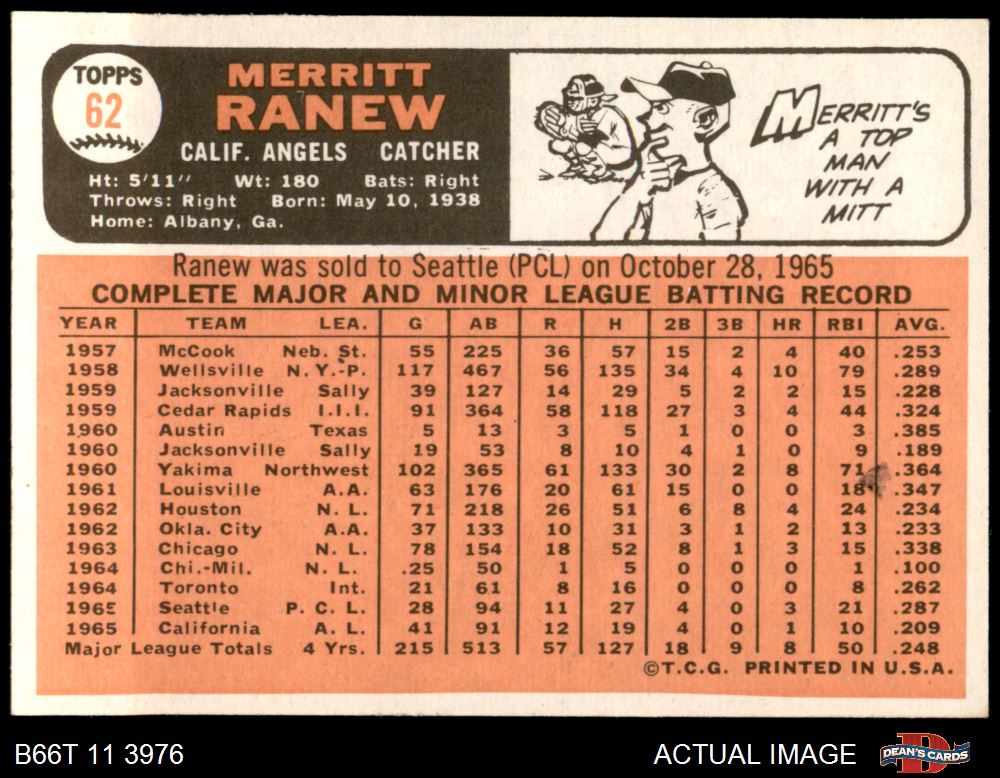 TOPPS
62
MERRITT
RANEW
CALIF. ANGELS CATCHER
Ht: 5'11" Wt: 180 Bats: Right
Throws: Right Born: May 10, 1938
Home: Albany, Ga.
MERRITT'S
A TOP
MAN
WITH A
MITT
Ranew was sold to Seattle (PCL) on October 28, 1965
COMPLETE MAJOR AND MINOR LEAGUE BATTING RECORD
YEAR TEAM LEA. G AB R H 2B 3B HR RBI AVG.
1957 McCook Neb. St. 55 225 36 57 15 2 4 40 .253
1958 Wellsville N.Y.-P. 117 467 56 135 34 4 10 79 .289
1959 Jacksonville Sally 39 127 14 29 5 2 2 15 .228
1959 Cedar Rapids I.I.I. 91 364 58 118 27 3 4 44 .324
1960 Austin Texas 5 13 3 5 1 0 0 3 .385
1960 Jacksonville Sally 19 53 8 10 4 1 0 9 .189
1960 Yakima Northwest 102 365 61 133 30 2 8 71 .364
1961 Louisville A.A. 63 176 20 61 15 0 0 18 .347
1962 Houston N. L. 71 218 26 51 6 8 4 24 .234
1962 Okla. City A.A. 37 133 10 31 3 1 2 13 .233
1963 Chicago N. L. 78 154 18 52 8 1 3 15 .338
1964 Chi.-Mil. N. L. .25 50 1 5 0 0 0 1 .100
1964 Toronto Int. 21 61 8 16 0 0 0 8 .262
1965 Seattle P. C. L. 28 94 11 27 4 0 3 21 .287
1965 California A. L. 41 91 12 19 4 0 1 10 .209
Major League Totals 4 Yrs. 215 513 57 127 18 9 8 50 .248
©T.C.G. PRINTED IN U.S.A.
B66T 11 3976 ACTUAL IMAGE DEAN'S CARDS